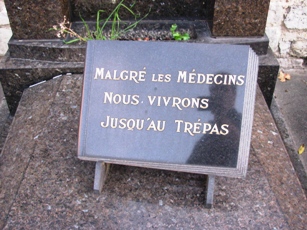 Malgré les Médecins
Nous vivrons
Jusqu'au Trépas